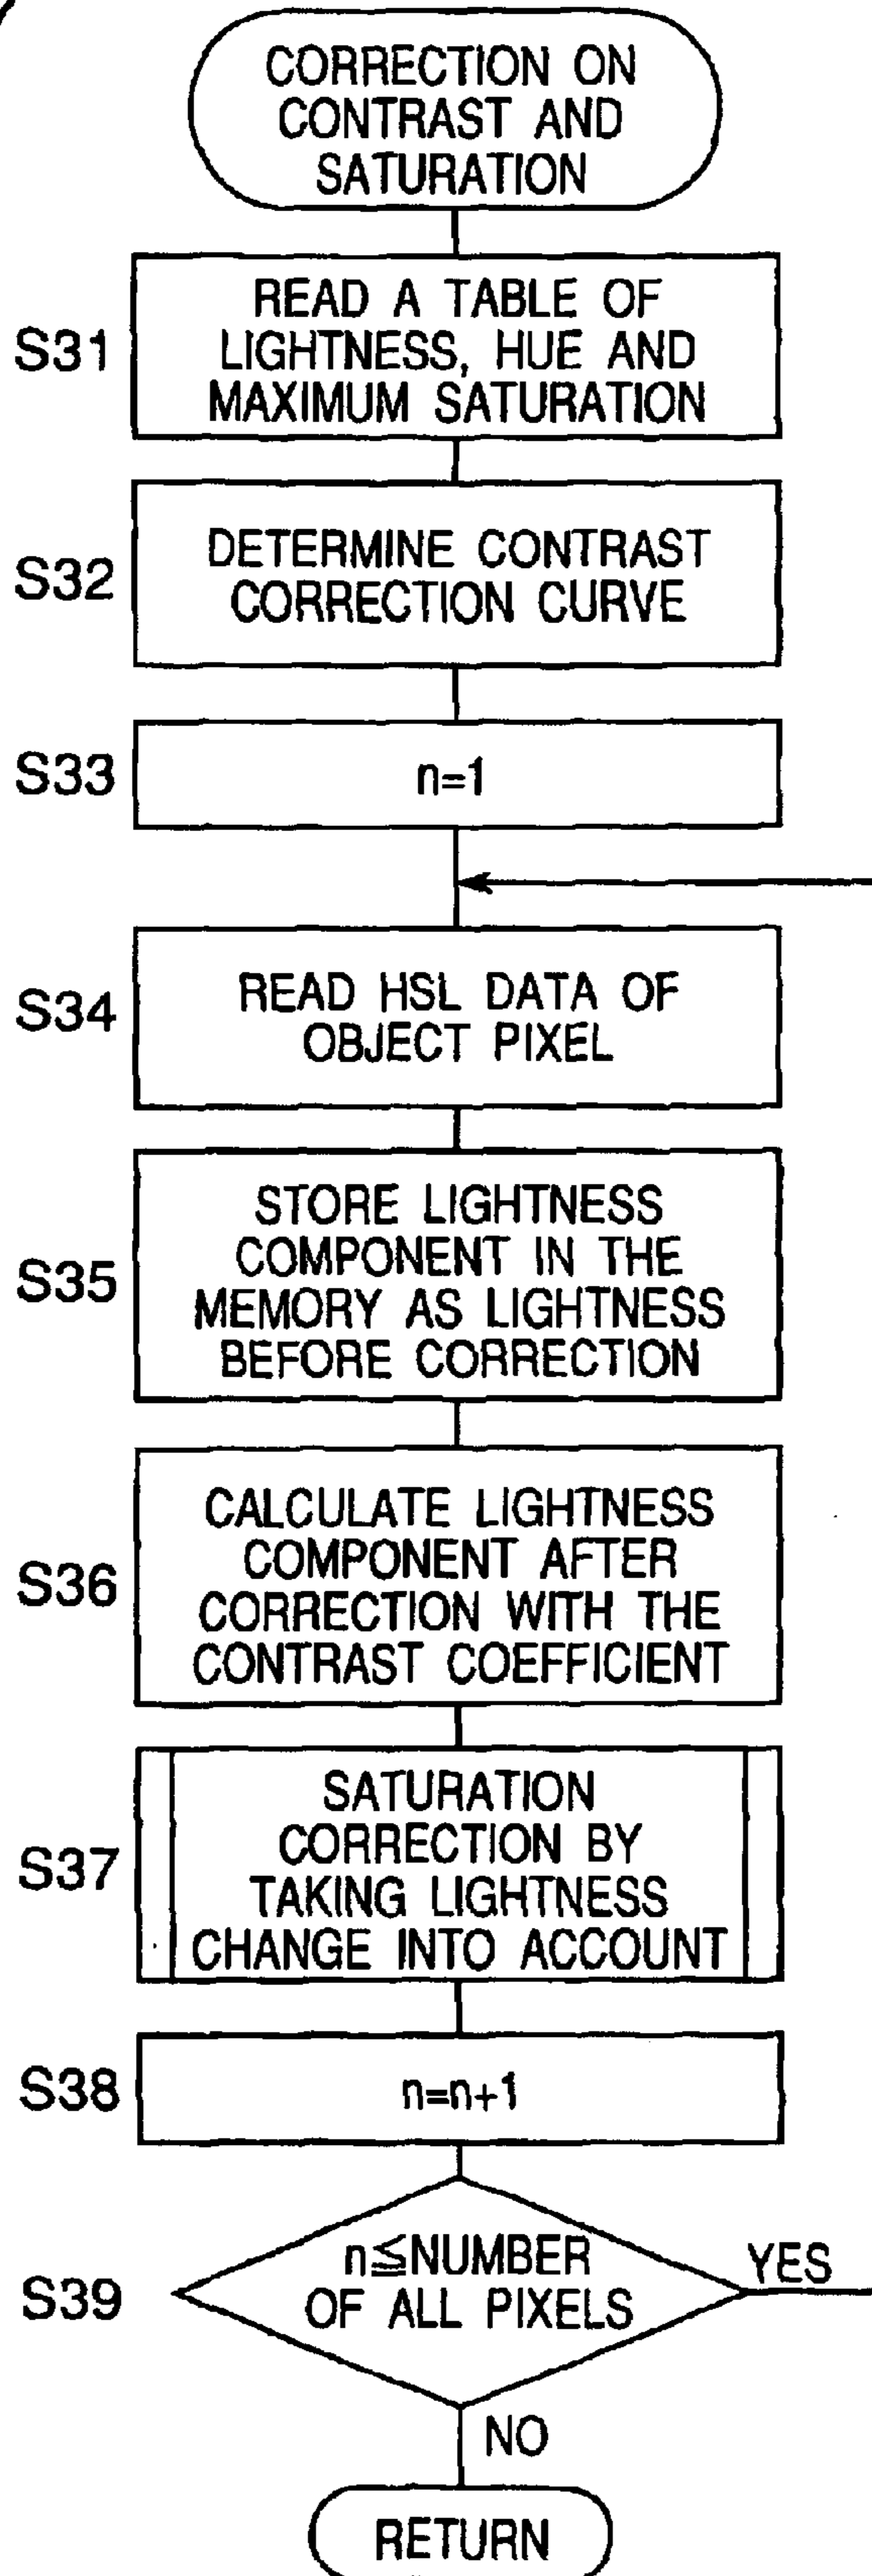 CORRECTION ON
CONTRAST AND
SATURATION
S31
READ A TABLE OF
LIGHTNESS, HUE AND
MAXIMUM SATURATION
S32
DETERMINE CONTRAST
CORRECTION CURVE
S33
n=1
S34
READ HSL DATA OF
OBJECT PIXEL
S35
STORE LIGHTNESS
COMPONENT IN THE
MEMORY AS LIGHTNESS
BEFORE CORRECTION
S36
CALCULATE LIGHTNESS
COMPONENT AFTER
CORRECTION WITH THE
CONTRAST COEFFICIENT
S37
SATURATION
CORRECTION BY
TAKING LIGHTNESS
CHANGE INTO ACCOUNT
S38
n=n+1
S39
n≦NUMBER
OF ALL PIXELS
YES
NO
RETURN